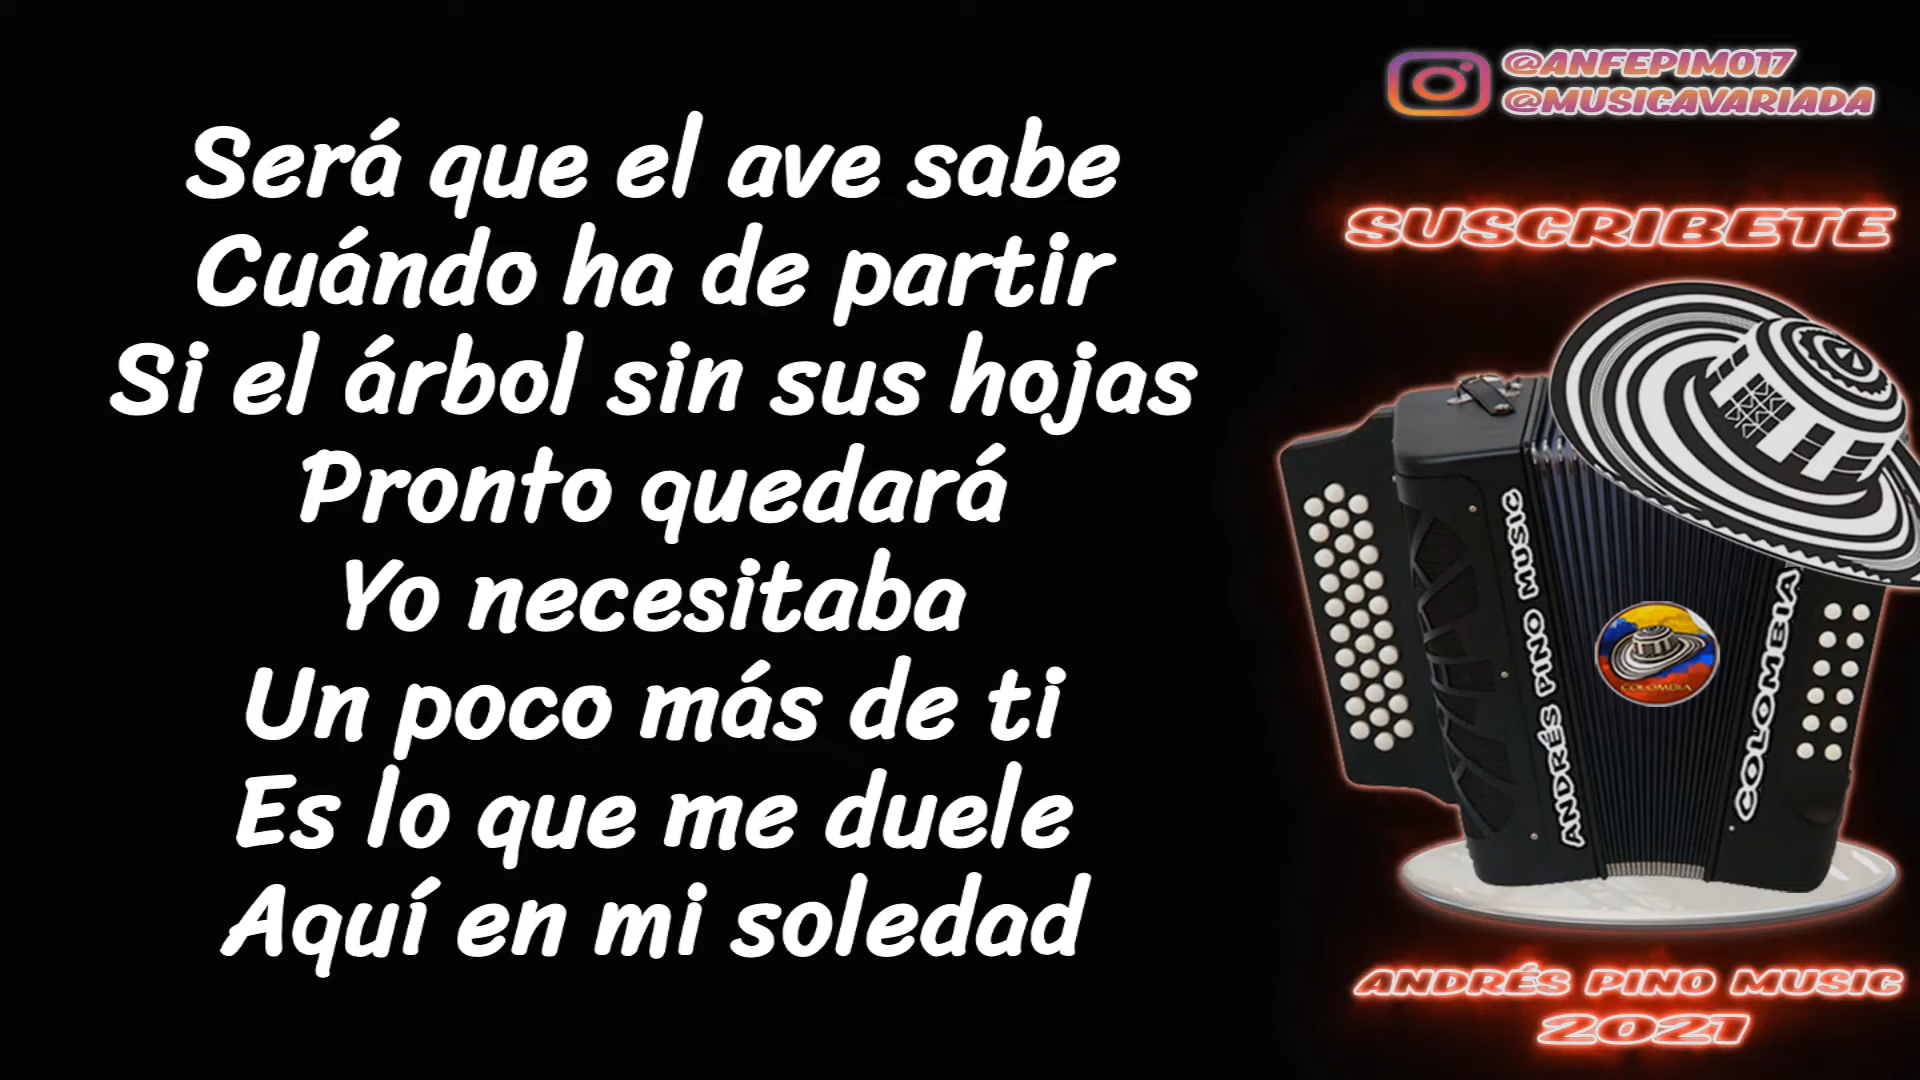 Será que el ave sabe
Cuándo ha de partir
Si el árbol sin sus hojas
Pronto quedará
Yo necesitaba
Un poco más de ti
Es lo que me duele
Aquí en mi soledad
@ANFEPIMO17
@MUSICAVARIADA
SUSCRIBETE
ANDRÉS PINO MUSIC
COLOMBIA
COLOMBIA
ANDRÉS PINO MUSIC
2021